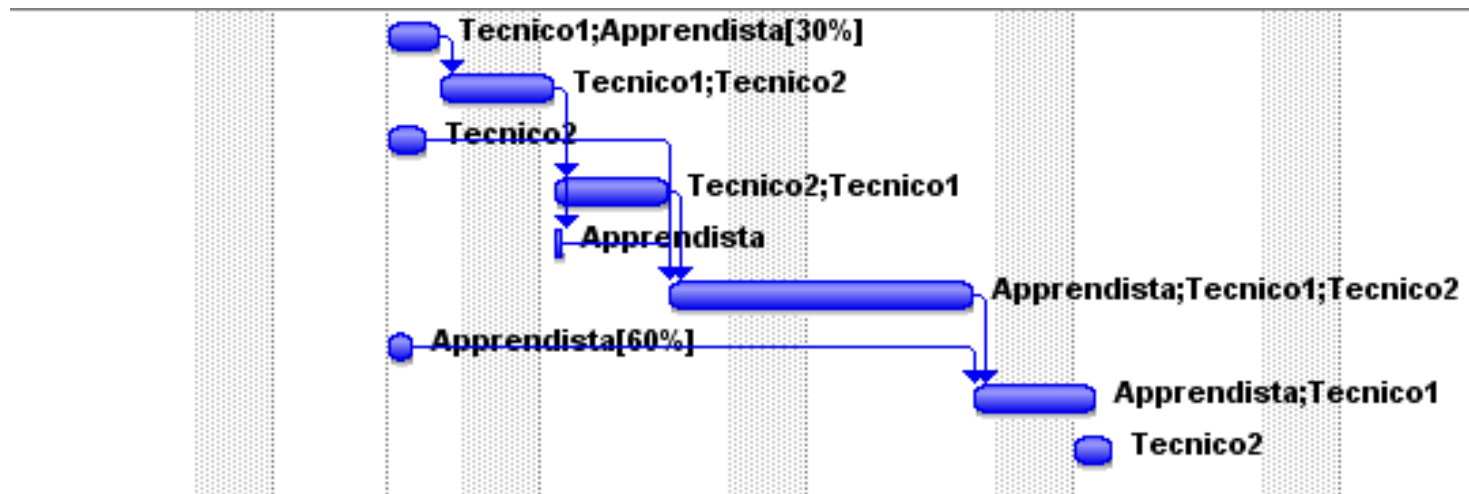 Tecnico1;Apprendista[30%]
Tecnico1;Tecnico2
Tecnico2
Tecnico2;Tecnico1
Apprendista
Apprendista;Tecnico1;Tecnico2
Apprendista[60%]
Apprendista;Tecnico1
Tecnico2